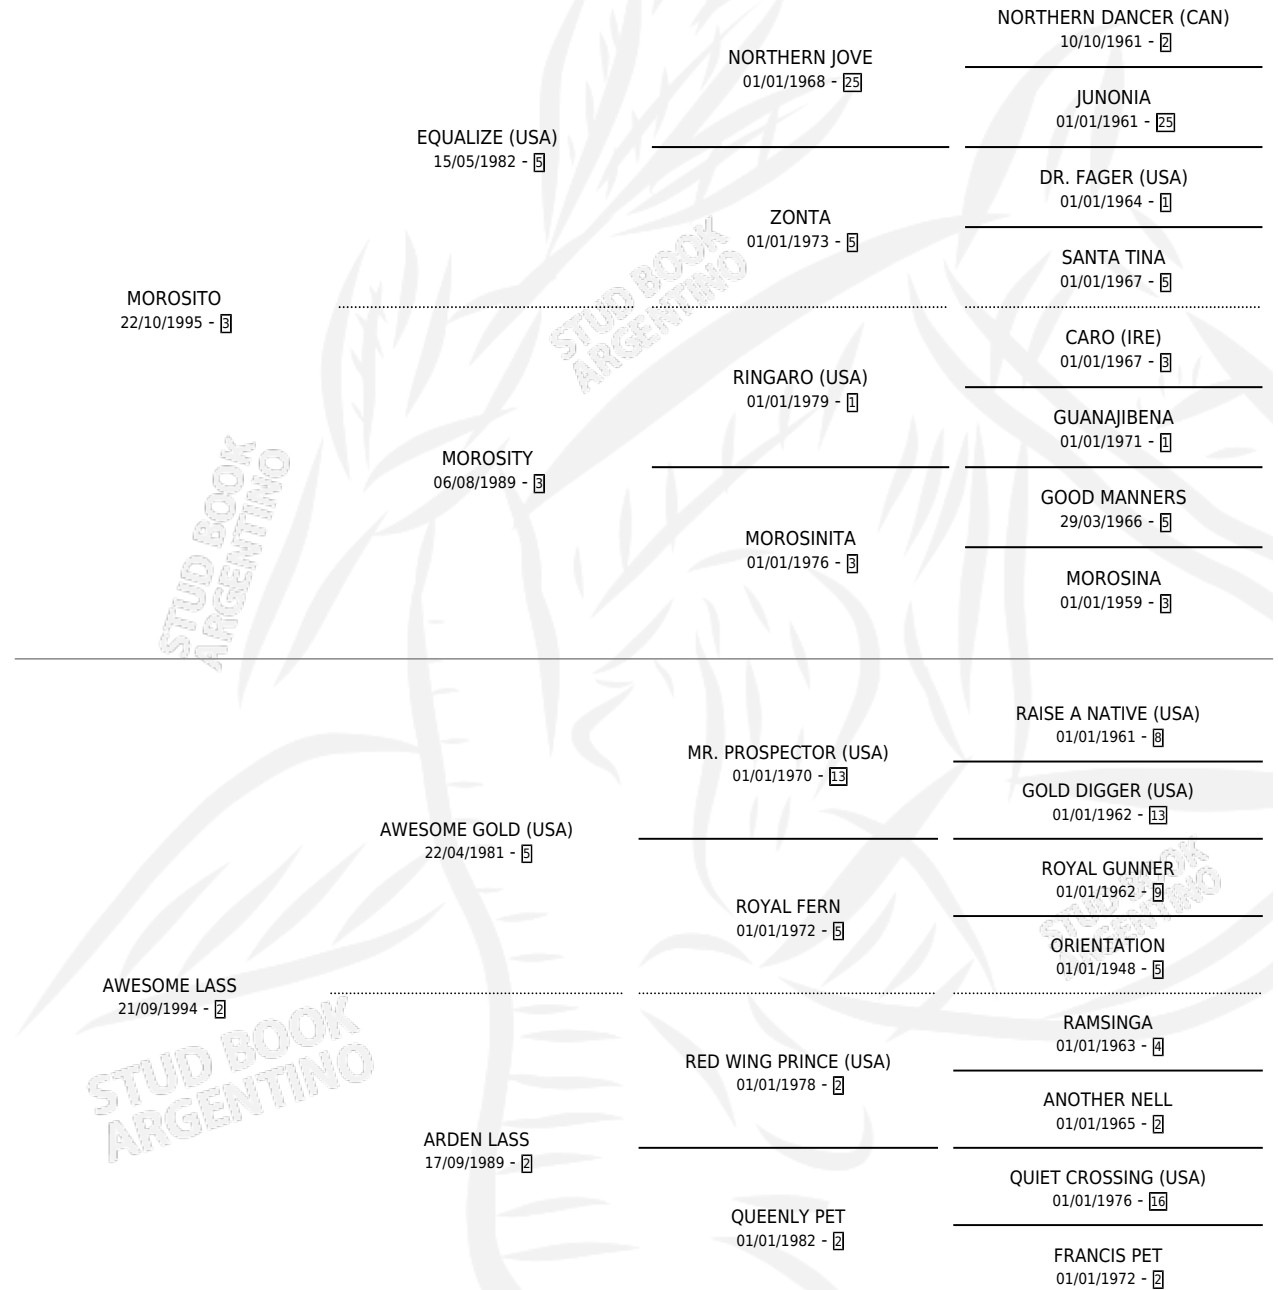 NORTHERN DANCER (CAN)
10/10/1961 - 2
NORTHERN JOVE
01/01/1968 - 25
JUNONIA
01/01/1961 - 25
EQUALIZE (USA)
15/05/1982 - 5
DR. FAGER (USA)
01/01/1964 - 1
ZONTA
01/01/1973 - 5
SANTA TINA
01/01/1967 - 5
MOROSITO
22/10/1995 - 3
CARO (IRE)
01/01/1967 - 3
RINGARO (USA)
01/01/1979 - 1
GUANAJIBENA
01/01/1971 - 1
MOROSITY
06/08/1989 - 3
GOOD MANNERS
29/03/1966 - 5
MOROSINITA
01/01/1976 - 3
MOROSINA
01/01/1959 - 3
STUD BOOK
ARGENTINO
STUD BOOK
ARGENTINO
RAISE A NATIVE (USA)
01/01/1961 - 8
MR. PROSPECTOR (USA)
01/01/1970 - 13
GOLD DIGGER (USA)
01/01/1962 - 13
AWESOME GOLD (USA)
22/04/1981 - 5
ROYAL GUNNER
01/01/1962 - 9
ROYAL FERN
01/01/1972 - 5
ORIENTATION
01/01/1948 - 5
AWESOME LASS
21/09/1994 - 2
RAMSINGA
01/01/1963 - 4
RED WING PRINCE (USA)
01/01/1978 - 2
ANOTHER NELL
01/01/1965 - 2
ARDEN LASS
17/09/1989 - 2
QUIET CROSSING (USA)
01/01/1976 - 16
QUEENLY PET
01/01/1982 - 2
FRANCIS PET
01/01/1972 - 2
STUD BOOK
ARGENTINO
STUD BOOK
ARGENTINO